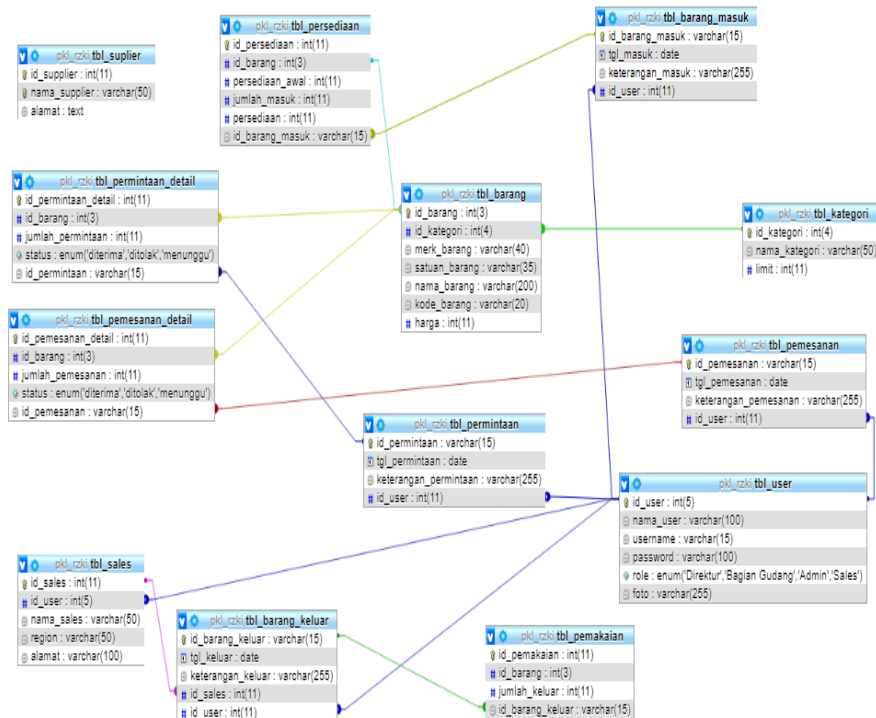 pkl_rzki tbl_suplier
id_supplier : int(11)
nama_supplier : varchar(50)
alamat : text
pkl_rzki tbl_persediaan
id_persediaan : int(11)
id_barang : int(3)
persediaan_awal : int(11)
jumlah_masuk : int(11)
persediaan : int(11)
id_barang_masuk : varchar(15)
pkl_rzki tbl_barang_masuk
id_barang_masuk : varchar(15)
tgl_masuk : date
keterangan_masuk : varchar(255)
id_user : int(11)
pkl_rzki tbl_permintaan_detail
id_permintaan_detail : int(11)
id_barang : int(3)
jumlah_permintaan : int(11)
status : enum('diterima','ditolak','menunggu')
id_permintaan : varchar(15)
pkl_rzki tbl_barang
id_barang : int(3)
id_kategori : int(4)
merk_barang : varchar(40)
satuan_barang : varchar(35)
nama_barang : varchar(200)
kode_barang : varchar(20)
harga : int(11)
pkl_rzki tbl_kategori
id_kategori : int(4)
nama_kategori : varchar(50)
limit : int(11)
pkl_rzki tbl_pemesanan_detail
id_pemesanan_detail : int(11)
id_barang : int(3)
jumlah_pemesanan : int(11)
status : enum('diterima','ditolak','menunggu')
id_pemesanan : varchar(15)
pkl_rzki tbl_pemesanan
id_pemesanan : varchar(15)
tgl_pemesanan : date
keterangan_pemesanan : varchar(255)
id_user : int(11)
pkl_rzki tbl_permintaan
id_permintaan : varchar(15)
tgl_permintaan : date
keterangan_permintaan : varchar(255)
id_user : int(11)
pkl_rzki tbl_user
id_user : int(5)
nama_user : varchar(100)
username : varchar(15)
password : varchar(100)
role : enum('Direktur','Bagian Gudang','Admin','Sales')
foto : varchar(255)
pkl_rzki tbl_sales
id_sales : int(11)
id_user : int(5)
nama_sales : varchar(50)
region : varchar(50)
alamat : varchar(100)
pkl_rzki tbl_barang_keluar
id_barang_keluar : varchar(15)
tgl_keluar : date
keterangan_keluar : varchar(255)
id_sales : int(11)
id_user : int(11)
pkl_rzki tbl_pemakaian
id_pemakaian : int(11)
id_barang : int(3)
jumlah_keluar : int(11)
id_barang_keluar : varchar(15)